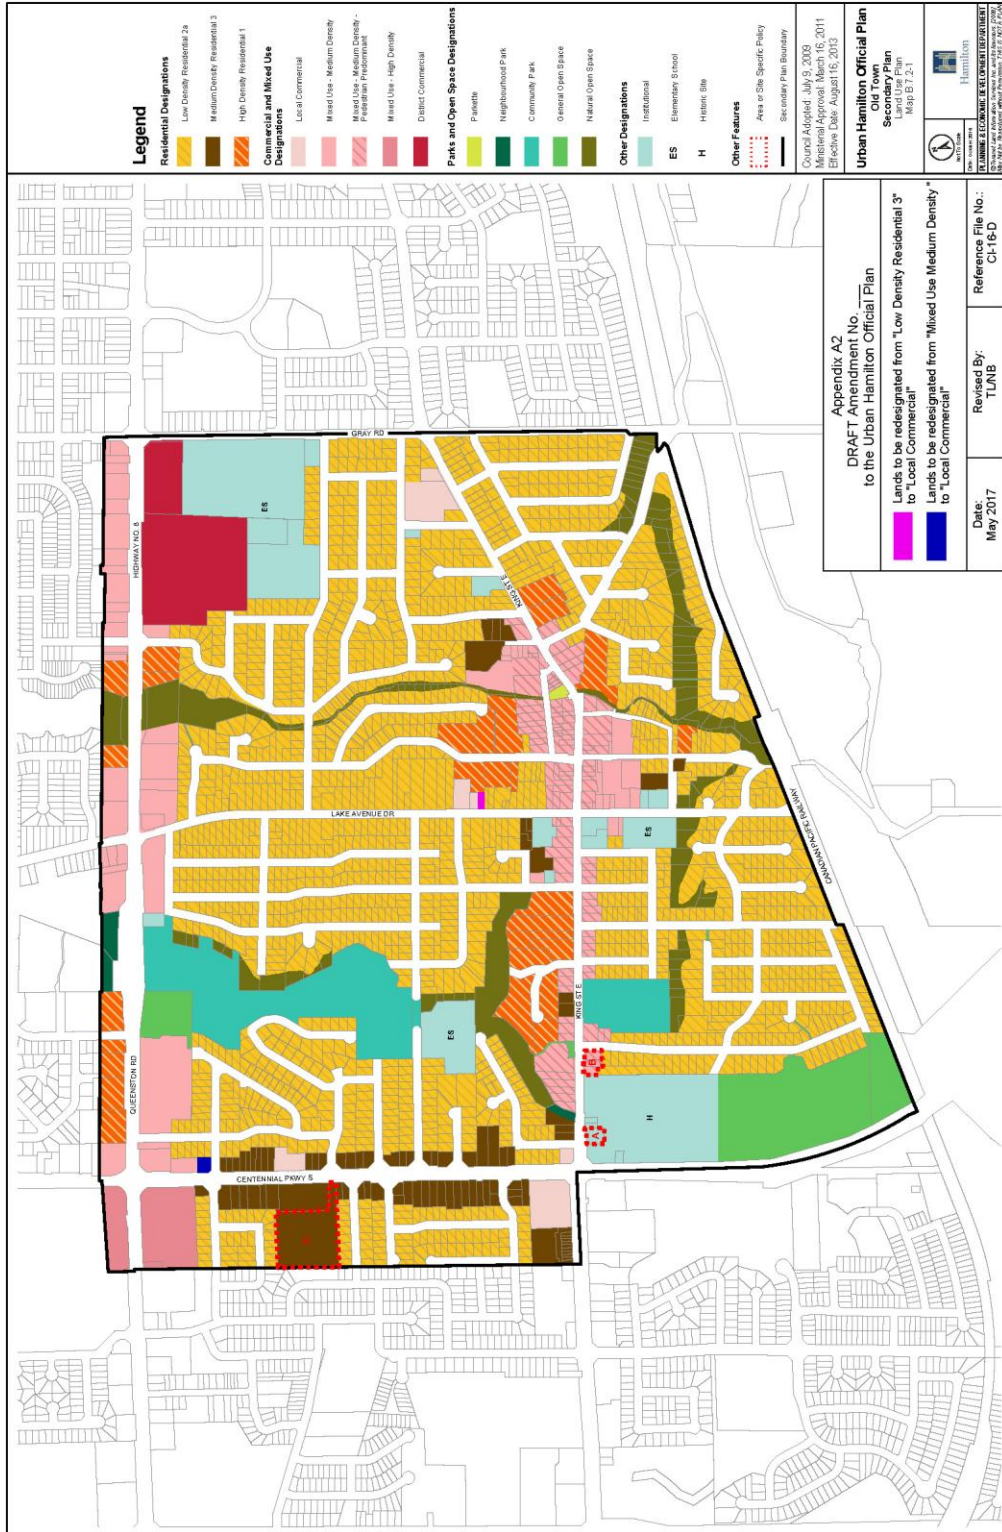 Legend
Residential Designations
Low Density Residential 2a
Medium Density Residential 3
High Density Residential 1
Commercial and Mixed Use
Designations
Local Commercial
Mixed Use - Medium Density
Mixed Use - Medium Density -
Pedestrian Predominant
Mixed Use - High Density
District Commercial
Parks and Open Space Designations
Parkette
Neighbourhood Park
Community Park
General Open Space
Natural Open Space
Other Designations
Institutional
ES Elementary School
H Historic Site
Other Features
Area or Site Specific Policy
Secondary Plan Boundary
Council Adopted: July 9, 2009
Ministerial Approval: March 16, 2011
Effective Date: August 16, 2013
Urban Hamilton Official Plan
Old Town
Secondary Plan
Land Use Plan
Map B.7.2-1
N
Not To Scale
Hamilton
PLANNING & ECONOMIC DEVELOPMENT DEPARTMENT
Appendix A2
DRAFT Amendment No. ___
to the Urban Hamilton Official Plan
Lands to be redesignated from "Low Density Residential 3"
to "Local Commercial"
Lands to be redesignated from "Mixed Use Medium Density "
to "Local Commercial"
Date:
May 2017
Revised By:
TL/NB
Reference File No.:
CI-16-D
QUEENSTON RD
HIGHWAY NO. 8
GRAY RD
LAKE AVENUE DR
CENTENNIAL PKWY S
KING ST E
KING ST E
CANADIAN PACIFIC RAILWAY
ES
ES
ES
H
A
B